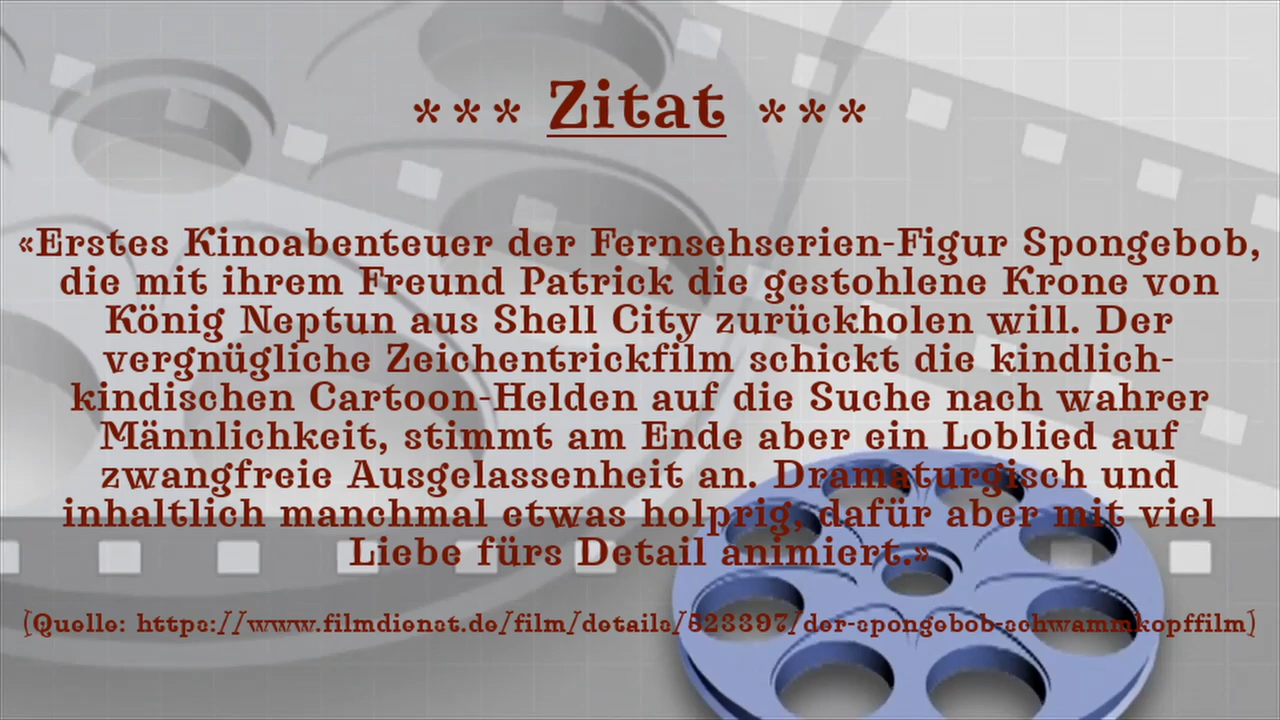 *** Zitat ***
«Erstes Kinoabenteuer der Fernsehserien-Figur Spongebob,
die mit ihrem Freund Patrick die gestohlene Krone von
König Neptun aus Shell City zurückholen will. Der
vergnügliche Zeichentrickfilm schickt die kindlich-
kindischen Cartoon-Helden auf die Suche nach wahrer
Männlichkeit, stimmt am Ende aber ein Loblied auf
zwangfreie Ausgelassenheit an. Dramaturgisch und
inhaltlich manchmal etwas holprig, dafür aber mit viel
Liebe fürs Detail animiert.»
(Quelle: https://www.filmdienst.de/film/details/523397/der-spongebob-schwammkopffilm)